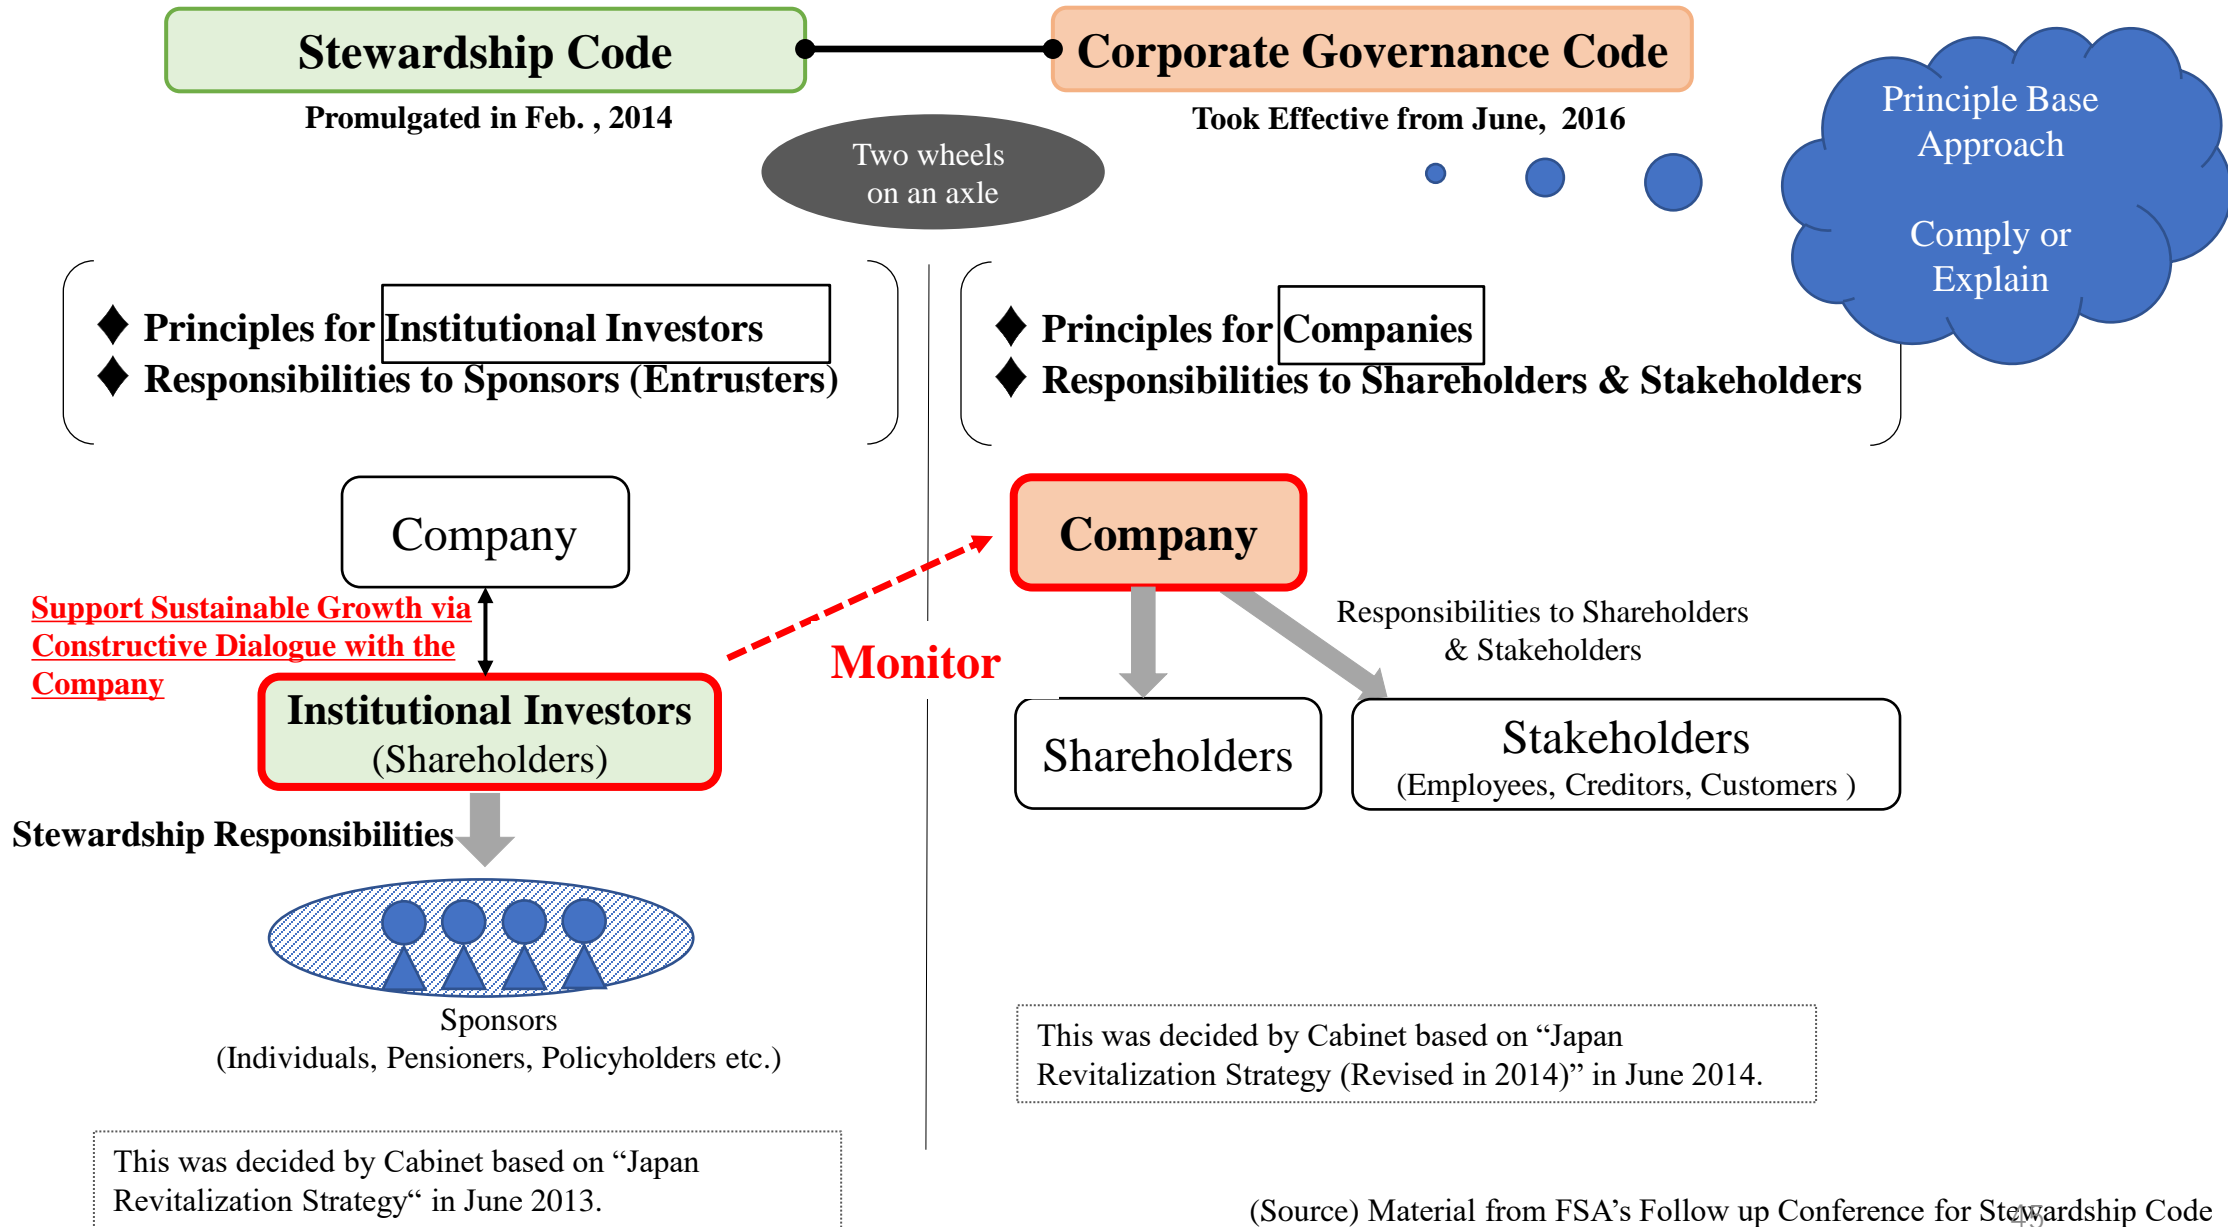 Stewardship Code
Promulgated in Feb. , 2014
Corporate Governance Code
Took Effective from June, 2016
Two wheels
on an axle
Principle Base
Approach
Comply or
Explain
♦ Principles for Institutional Investors
♦ Responsibilities to Sponsors (Entrusters)
♦ Principles for Companies
♦ Responsibilities to Shareholders & Stakeholders
Company
Support Sustainable Growth via
Constructive Dialogue with the
Company
Institutional Investors
(Shareholders)
Stewardship Responsibilities
Sponsors
(Individuals, Pensioners, Policyholders etc.)
This was decided by Cabinet based on “Japan
Revitalization Strategy“ in June 2013.
Monitor
Company
Responsibilities to Shareholders
& Stakeholders
Shareholders
Stakeholders
(Employees, Creditors, Customers )
This was decided by Cabinet based on “Japan
Revitalization Strategy (Revised in 2014)” in June 2014.
(Source) Material from FSA’s Follow up Conference for Stewardship Code
45